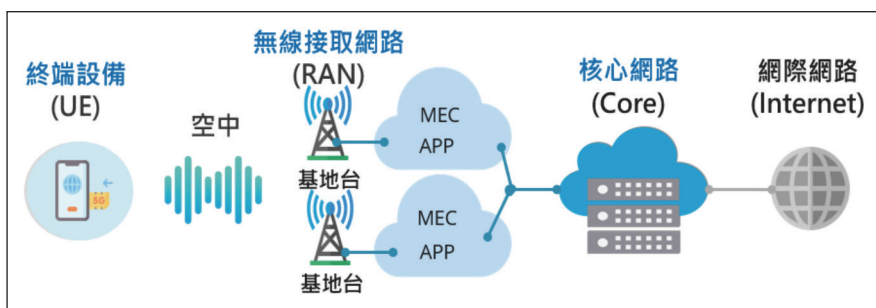 終端設備
(UE)
5G
空中
無線接取網路
(RAN)
基地台
基地台
MEC
APP
MEC
APP
核心網路
(Core)
網際網路
(Internet)